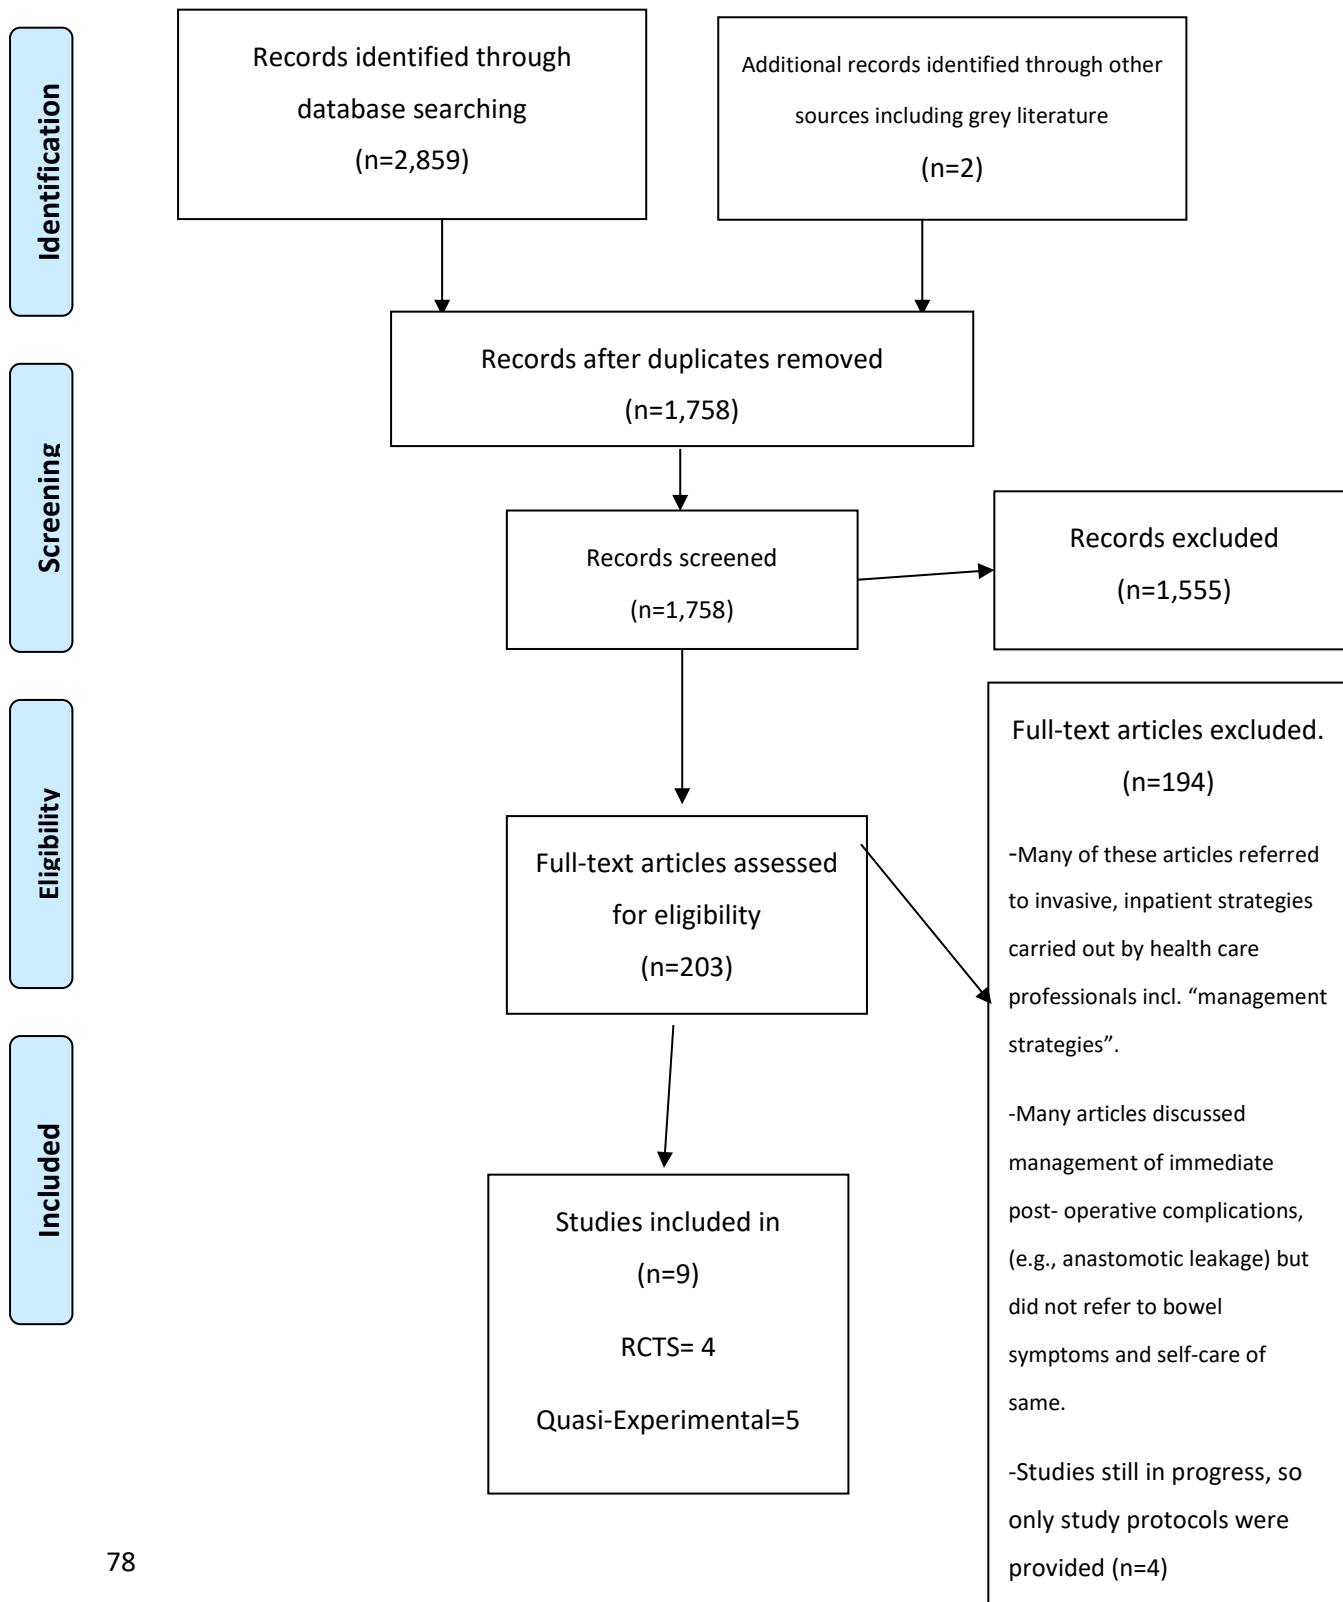 Identification
Records identified through
database searching
(n=2,859)
Additional records identified through other
sources including grey literature
(n=2)
Records after duplicates removed
(n=1,758)
Screening
Records screened
(n=1,758)
Records excluded
(n=1,555)
Eligibility
Full-text articles assessed
for eligibility
(n=203)
Full-text articles excluded.
(n=194)
-Many of these articles referred
to invasive, inpatient strategies
carried out by health care
professionals incl. “management
strategies”.
-Many articles discussed
management of immediate
post- operative complications,
(e.g., anastomotic leakage) but
did not refer to bowel
symptoms and self-care of
same.
-Studies still in progress, so
only study protocols were
provided (n=4)
Included
Studies included in
(n=9)
RCTS= 4
Quasi-Experimental=5
78